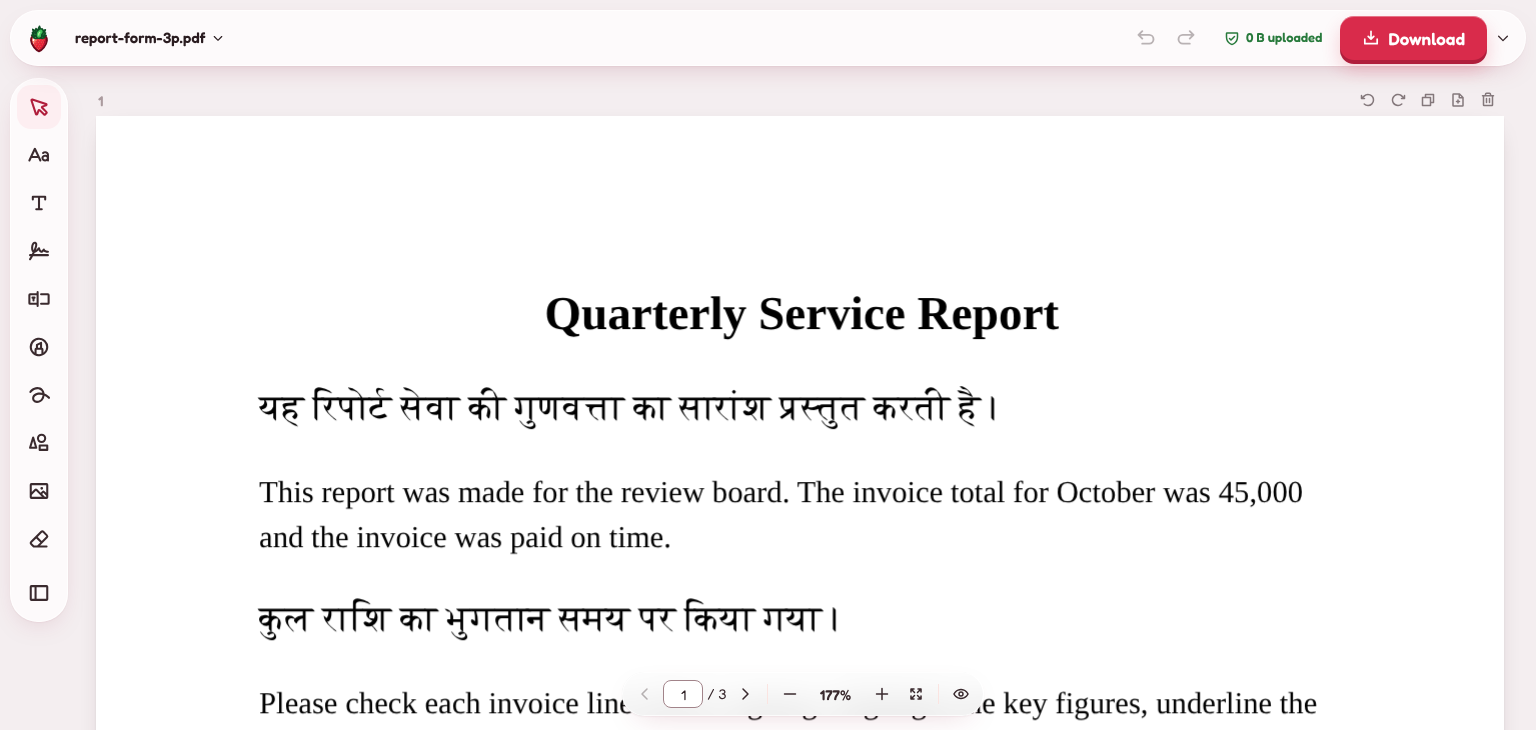 report-form-3p.pdf
0 B uploaded
Download
Aa
T
1
Quarterly Service Report
यह रिपोर्ट सेवा की गुणवत्ता का सारांश प्रस्तुत करती है।
This report was made for the review board. The invoice total for October was 45,000
and the invoice was paid on time.
कुल राशि का भुगतान समय पर किया गया।
Please check each invoice line key figures, underline the
1 / 3
177%